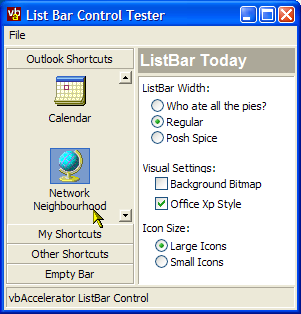 vb
List Bar Control Tester
File
Outlook Shortcuts
Calendar
Network
Neighbourhood
My Shortcuts
Other Shortcuts
Empty Bar
ListBar Today
ListBar Width:
Who ate all the pies?
Regular
Posh Spice
Visual Settings:
Background Bitmap
Office Xp Style
Icon Size:
Large Icons
Small Icons
vbAccelerator ListBar Control